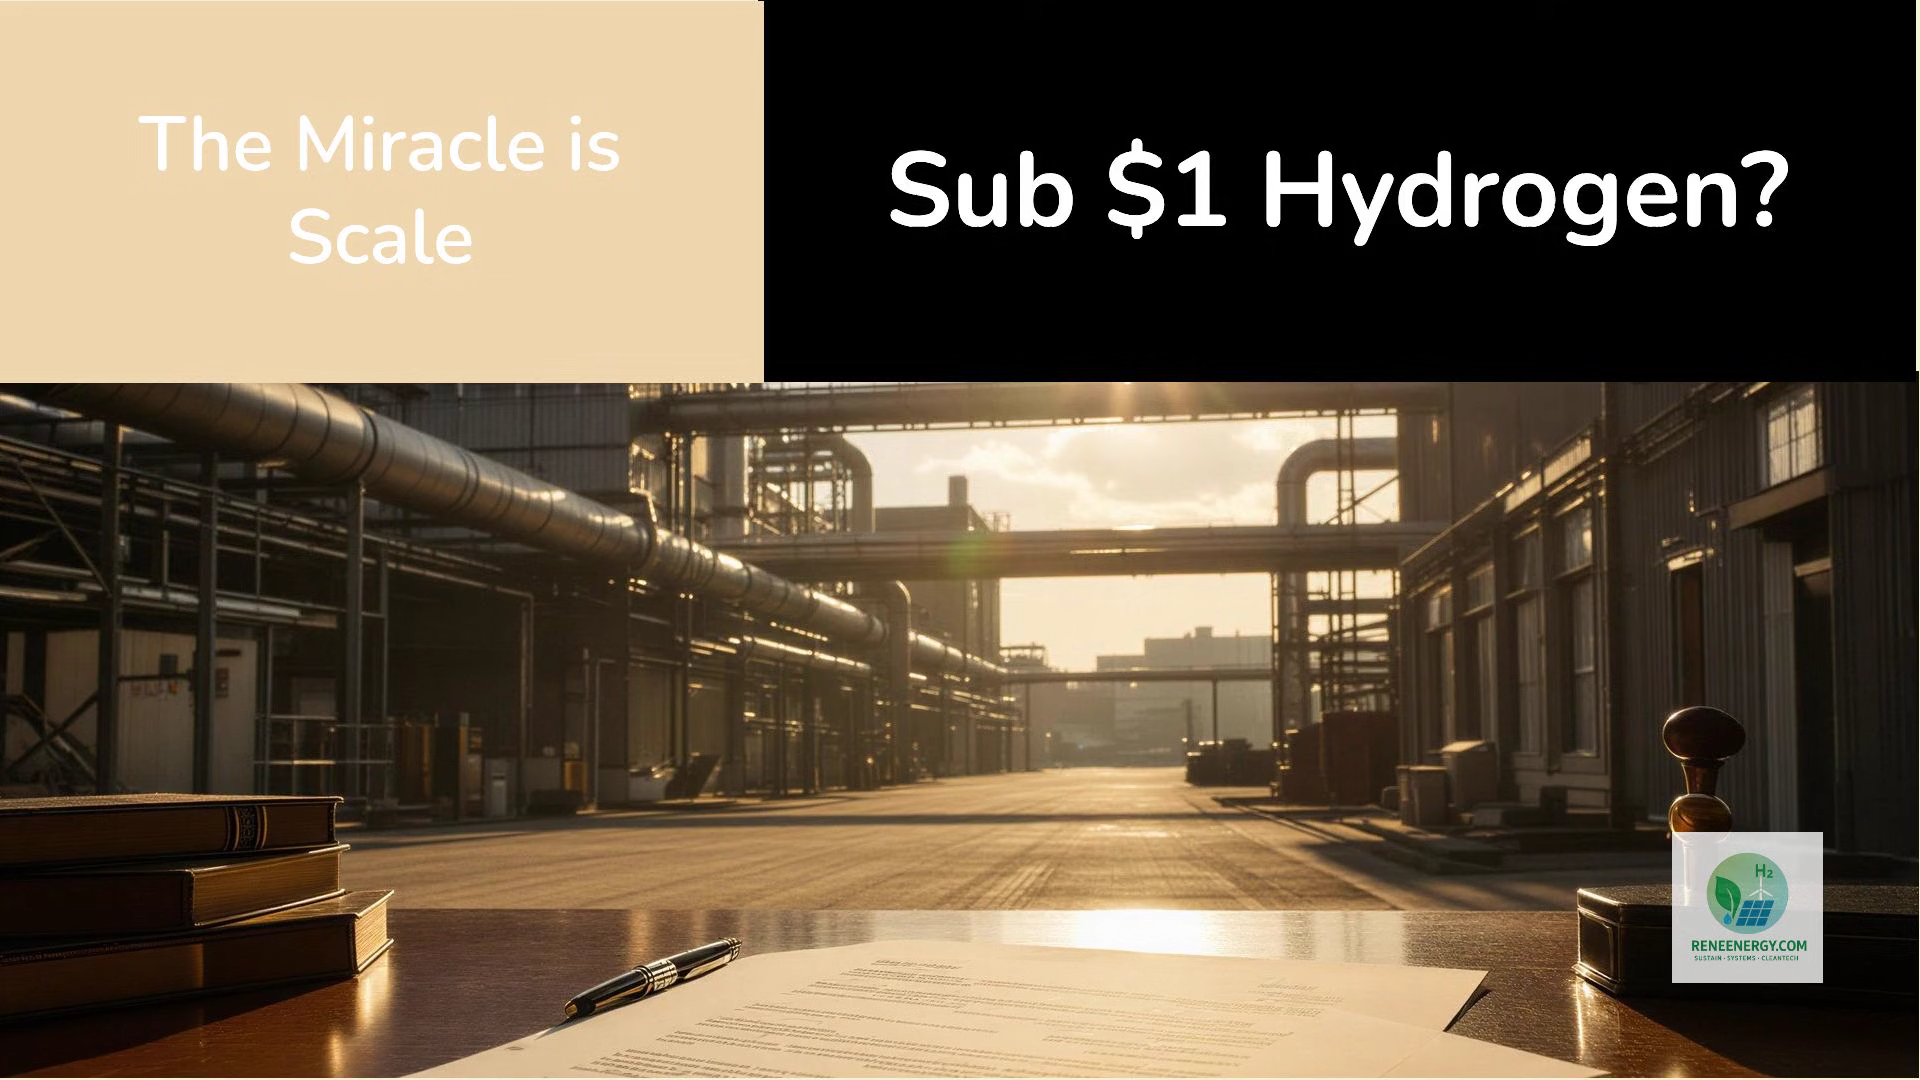 The Miracle is
Scale
Sub $1 Hydrogen?
H₂
RENEENERGY.COM
SUSTAIN · SYSTEMS · CLEANTECH